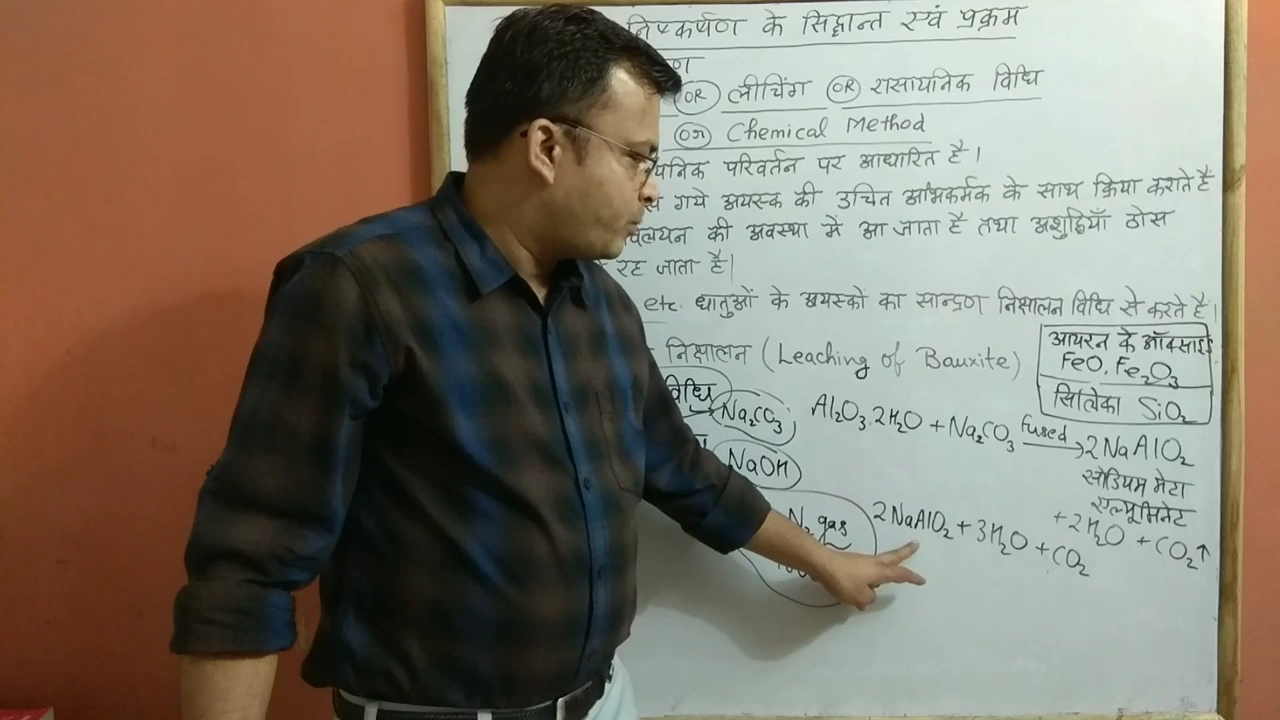 निष्कर्षण के सिद्धान्त एवं प्रक्रम
ण
OR लीचिंग OR रासायनिक विधि
OR Chemical Method
यनिक परिवर्तन पर आधारित है।
गये अयस्क की उचित अभिकर्मक के साथ क्रिया कराते है
विलयन की अवस्था में आ जाता है तथा अशुद्धियाँ ठोस
रह जाता है।
etc. धातुओं के अयस्को का सान्द्रण निक्षालन विधि से करते है।
निक्षालन (Leaching of Bauxite)
आयरन के ऑक्साइड
FeO, Fe₂O₃
सिलिका SiO₂
विधि
Na₂CO₃
NaOH
N₂ gas
Al₂O₃.2H₂O + Na₂CO₃ fused → 2NaAlO₂
सोडियम मेटा
एल्यूमिनेट
+ 2H₂O + CO₂↑
2NaAlO₂ + 3H₂O + CO₂